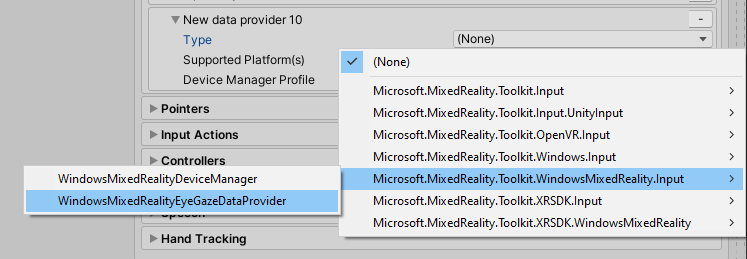 New data provider 10
-
Type
(None)
Supported Platform(s)
Device Manager Profile
(None)
Microsoft.MixedReality.Toolkit.Input
Microsoft.MixedReality.Toolkit.Input.UnityInput
Microsoft.MixedReality.Toolkit.OpenVR.Input
Microsoft.MixedReality.Toolkit.Windows.Input
Microsoft.MixedReality.Toolkit.WindowsMixedReality.Input
Microsoft.MixedReality.Toolkit.XRSDK.Input
Microsoft.MixedReality.Toolkit.XRSDK.WindowsMixedReality
Pointers
Input Actions
Controllers
WindowsMixedRealityDeviceManager
WindowsMixedRealityEyeGazeDataProvider
Speech
Hand Tracking